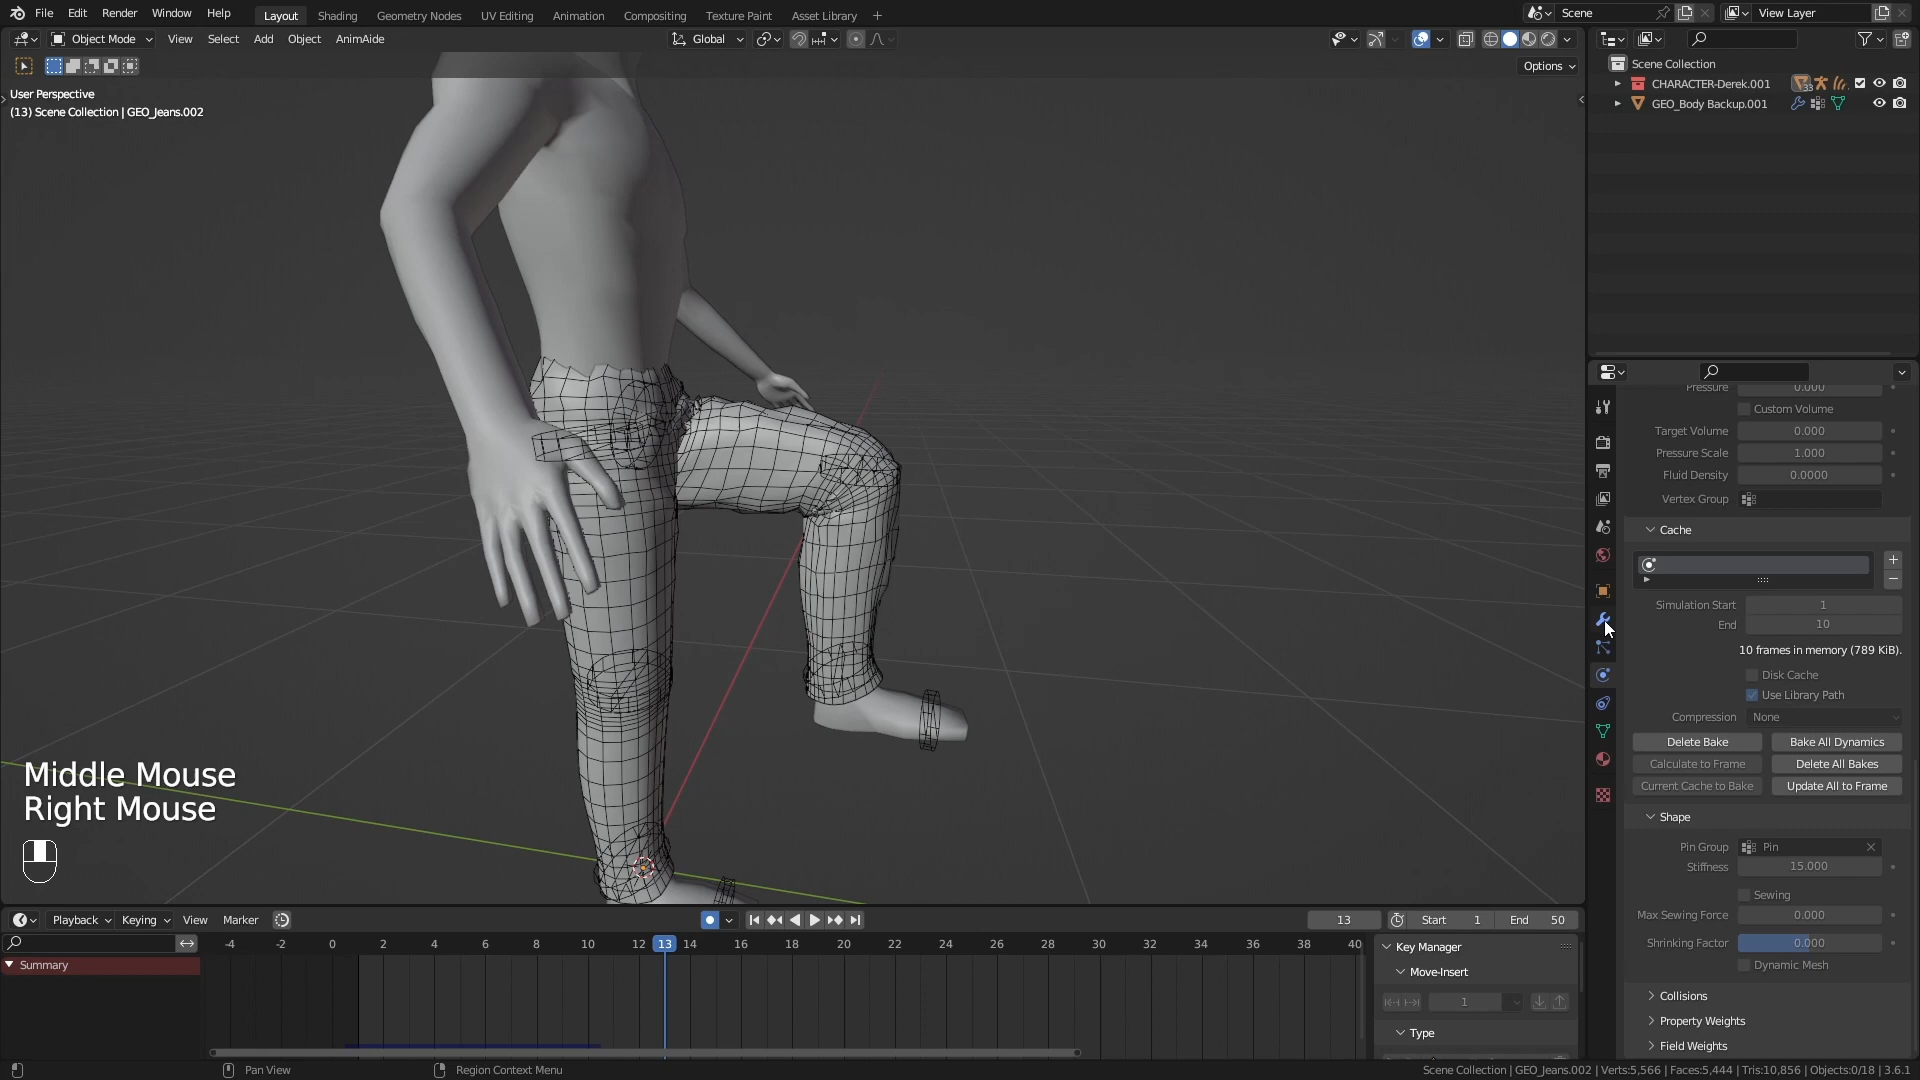 File Edit Render Window Help Layout Shading Geometry Nodes UV Editing Animation Compositing Texture Paint Asset Library + Scene View Layer
Object Mode View Select Add Object AnimAide Global
Options
User Perspective
(13) Scene Collection | GEO_Jeans.002
Scene Collection
CHARACTER-Derek.001 33
GEO_Body Backup.001
Pressure 0.000
Custom Volume
Target Volume 0.000
Pressure Scale 1.000
Fluid Density 0.0000
Vertex Group
Cache
Simulation Start 1
End 10
10 frames in memory (789 KiB).
Disk Cache
Use Library Path
Compression None
Delete Bake Bake All Dynamics
Calculate to Frame Delete All Bakes
Current Cache to Bake Update All to Frame
Shape
Pin Group Pin
Stiffness 15.000
Sewing
Max Sewing Force 0.000
Shrinking Factor 0.000
Dynamic Mesh
Collisions
Property Weights
Field Weights
Middle Mouse
Right Mouse
Playback Keying View Marker 13 Start 1 End 50
-4 -2 0 2 4 6 8 10 12 13 14 16 18 20 22 24 26 28 30 32 34 36 38 40
Summary
Key Manager
Move-Insert
1
Type
Pan View Region Context Menu Scene Collection | GEO_Jeans.002 | Verts:5,566 | Faces:5,444 | Tris:10,856 | Objects:0/18 | 3.6.1